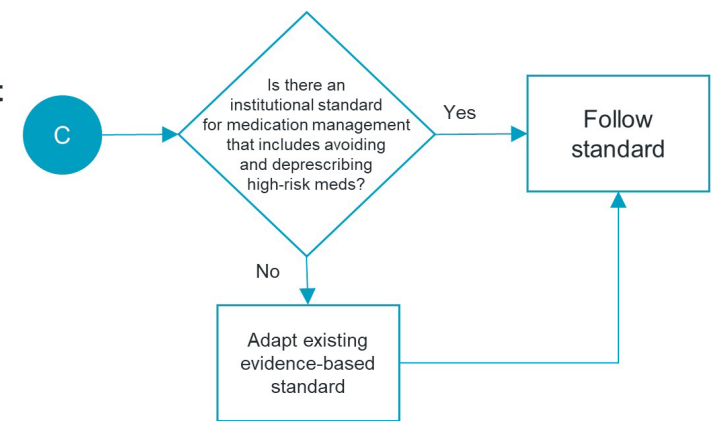 :
C
Is there an
institutional standard
for medication management
that includes avoiding
and deprescribing
high-risk meds?
Yes
Follow
standard
No
Adapt existing
evidence-based
standard